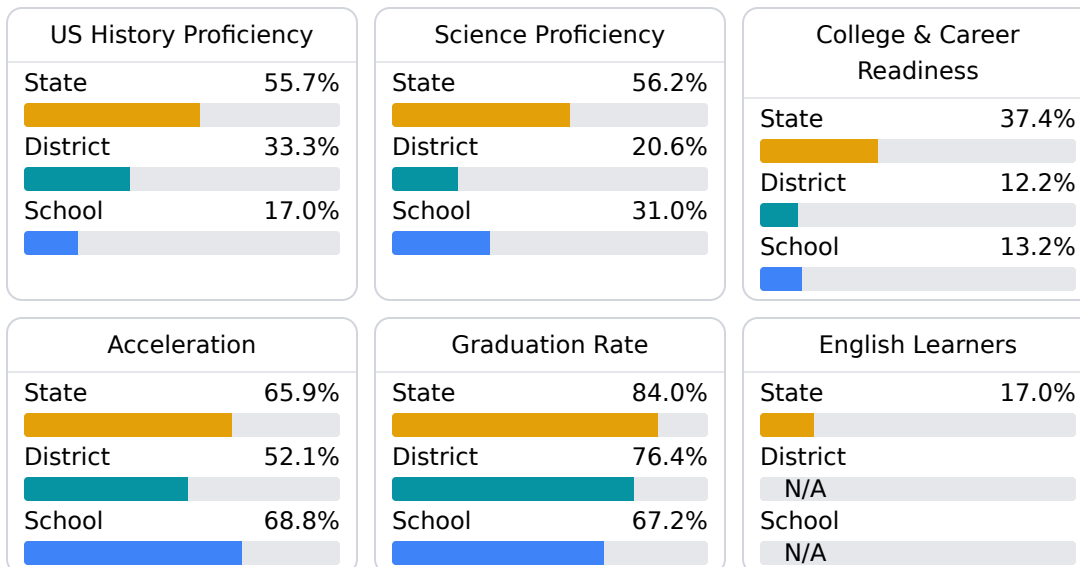 US History Proficiency
State 55.7%
District 33.3%
School 17.0%
Science Proficiency
State 56.2%
District 20.6%
School 31.0%
College & Career
Readiness
State 37.4%
District 12.2%
School 13.2%
Acceleration
State 65.9%
District 52.1%
School 68.8%
Graduation Rate
State 84.0%
District 76.4%
School 67.2%
English Learners
State 17.0%
District
N/A
School
N/A